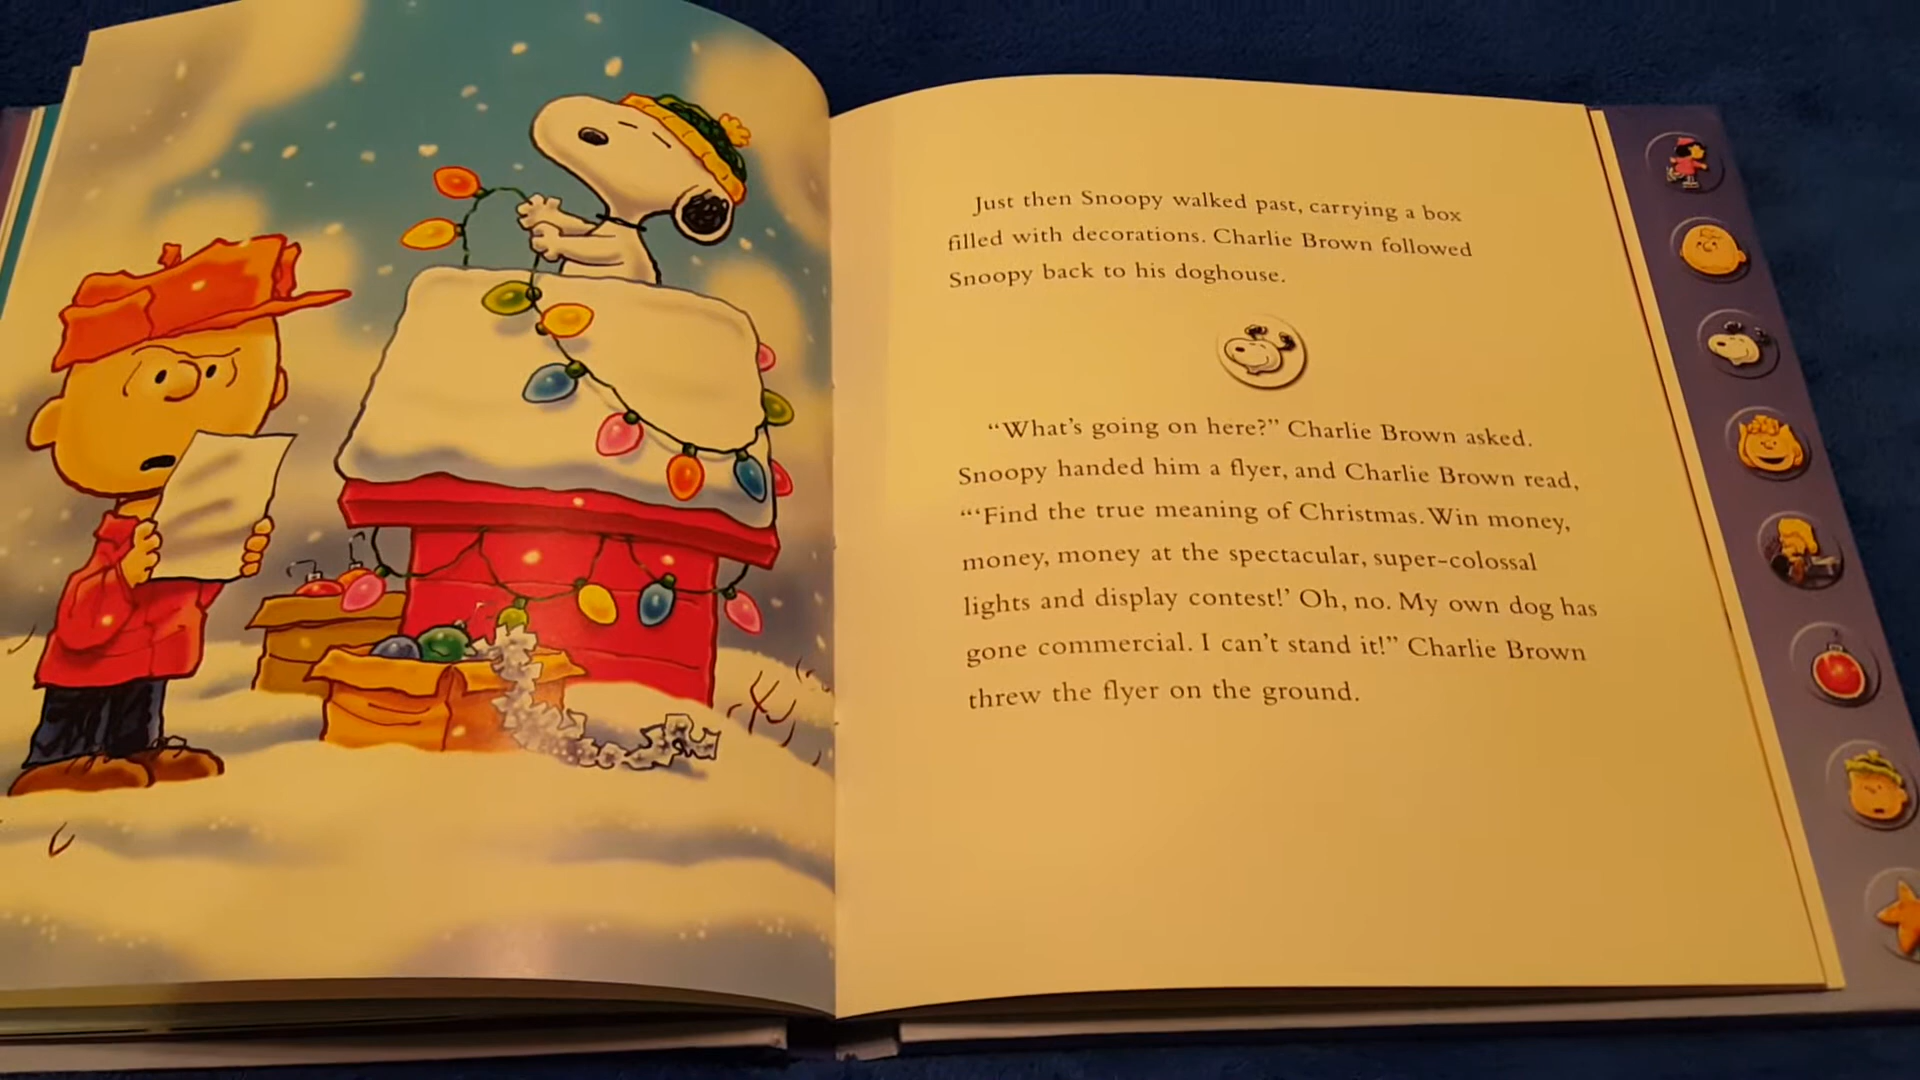 Just then Snoopy walked past, carrying a box
filled with decorations. Charlie Brown followed
Snoopy back to his doghouse.
“What’s going on here?” Charlie Brown asked.
Snoopy handed him a flyer, and Charlie Brown read,
“‘Find the true meaning of Christmas. Win money,
money, money at the spectacular, super-colossal
lights and display contest!’ Oh, no. My own dog has
gone commercial. I can’t stand it!” Charlie Brown
threw the flyer on the ground.